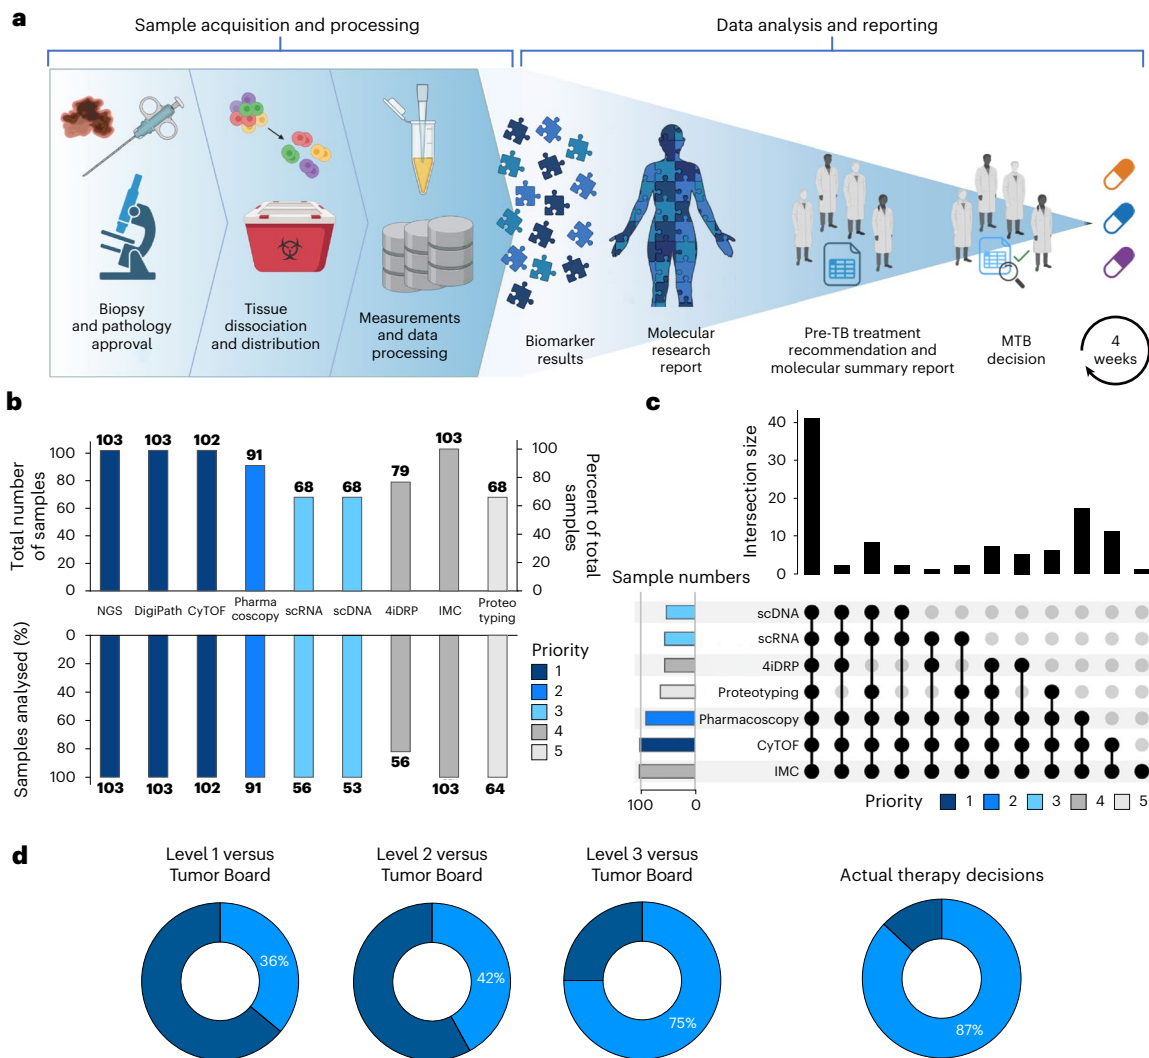 a
Sample acquisition and processing
Data analysis and reporting
Biopsy
and pathology
approval
Tissue
dissociation
and distribution
Measurements
and data
processing
Biomarker
results
Molecular
research
report
Pre-TB treatment
recommendation and
molecular summary report
MTB
decision
4
weeks
b
Total number
of samples
100
80
60
40
20
0
103
103
102
91
68
68
79
103
68
100
80
60
40
20
0
Percent of total
samples
NGS
DigiPath
CyTOF
Pharma
coscopy
scRNA
scDNA
4iDRP
IMC
Proteo
typing
Samples analysed (%)
0
20
40
60
80
100
103
103
102
91
56
53
56
103
64
Priority
1
2
3
4
5
c
Intersection size
40
30
20
10
0
Sample numbers
scDNA
scRNA
4iDRP
Proteotyping
Pharmacoscopy
CyTOF
IMC
100
0
Priority
1
2
3
4
5
d
Level 1 versus
Tumor Board
36%
Level 2 versus
Tumor Board
42%
Level 3 versus
Tumor Board
75%
Actual therapy decisions
87%